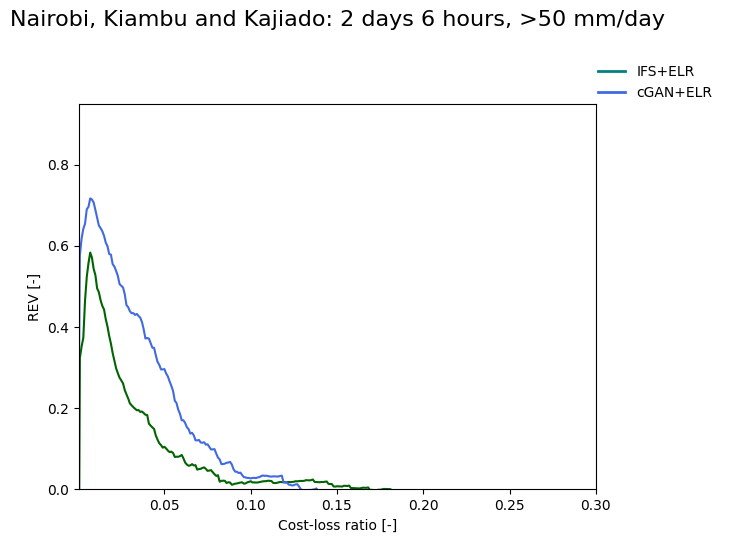 Nairobi, Kiambu and Kajiado: 2 days 6 hours, >50 mm/day
IFS+ELR
cGAN+ELR
0.8
0.6
0.4
0.2
0.0
REV [-]
0.05 0.10 0.15 0.20 0.25 0.30
Cost-loss ratio [-]